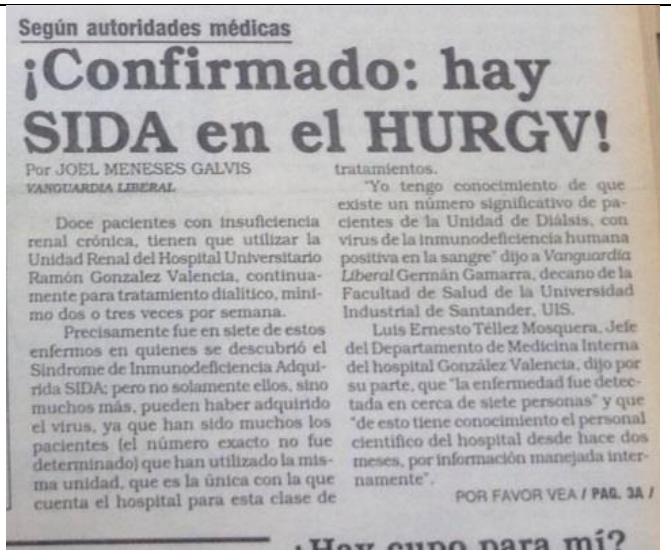 Según autoridades médicas
¡Confirmado: hay
SIDA en el HURGV!
Por JOEL MENESES GALVIS
VANGUARDIA LIBERAL
Doce pacientes con insuficiencia
renal crónica, tienen que utilizar la
Unidad Renal del Hospital Universitario
Ramón Gonzalez Valencia, continua-
mente para tratamiento dialitico, míni-
mo dos o tres veces por semana.
Precisamente fue en siete de estos
enfermos en quienes se descubrió el
Síndrome de Inmunodeficiencia Adqui-
rida SIDA; pero no solamente ellos, sino
muchos más, pueden haber adquirido
el virus, ya que han sido muchos los
pacientes (el número exacto no fue
determinado) que han utilizado la mis-
ma unidad, que es la única con la que
cuenta el hospital para esta clase de
tratamientos.
"Yo tengo conocimiento de que
existe un número significativo de pa-
cientes de la Unidad de Diálsis, con
virus de la inmunodeficiencia humana
positiva en la sangre" dijo a Vanguardia
Liberal Germán Gamarra, decano de la
Facultad de Salud de la Universidad
Industrial de Santander, UIS.
Luis Ernesto Téllez Mosquera, Jefe
del Departamento de Medicina Interna
del hospital González Valencia, dijo por
su parte, que "la enfermedad fue detec-
tada en cerca de siete personas" y que
"de esto tiene conocimiento el personal
científico del hospital desde hace dos
meses, por información manejada inter-
namente".
POR FAVOR VEA / PAG. 3A /
¿Hay cupo para mí?